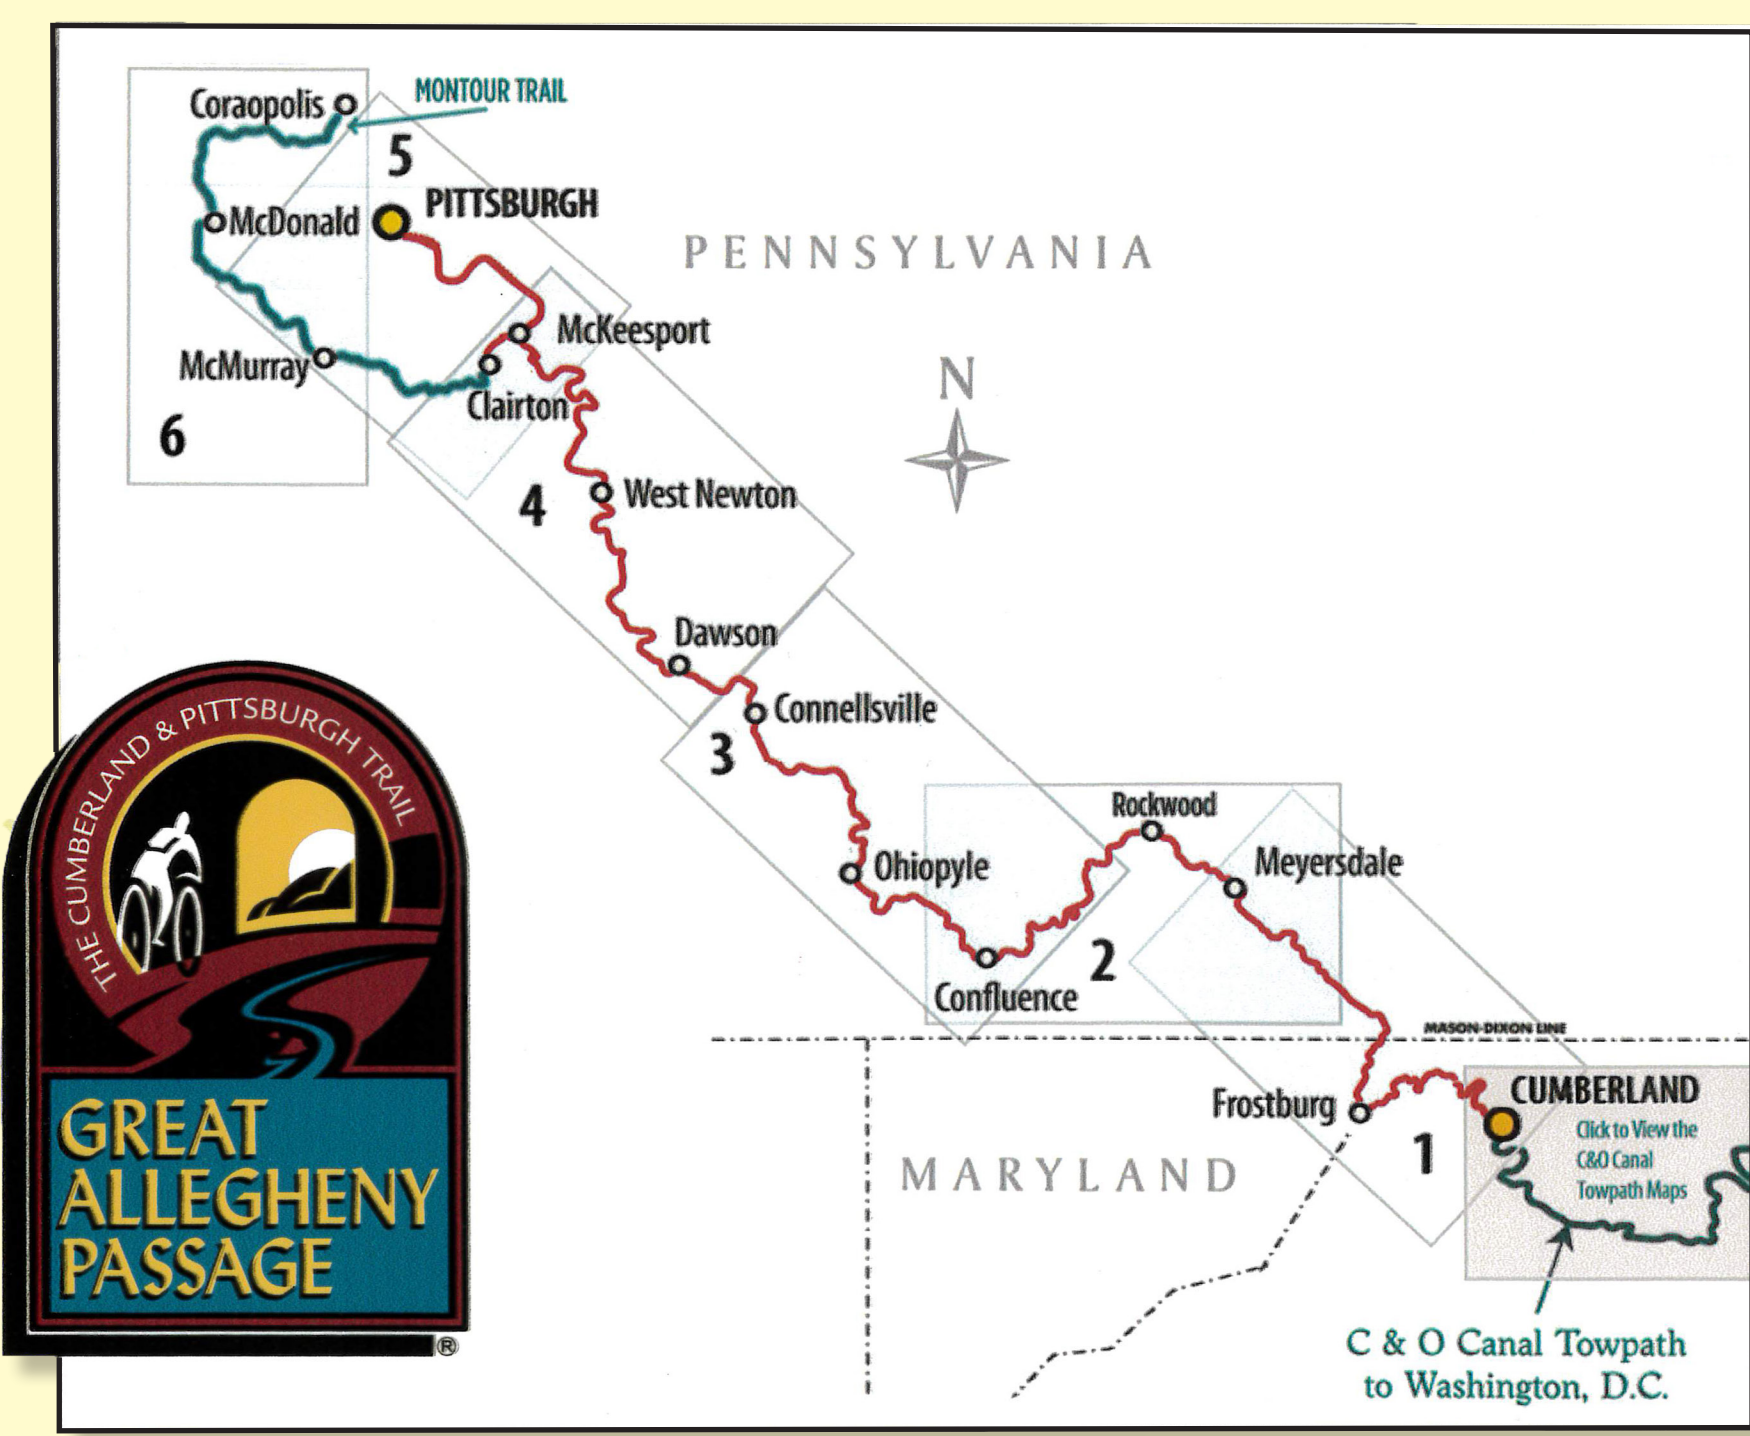 Coraopolis
MONTOUR TRAIL
5
PITTSBURGH
McDonald
PENNSYLVANIA
McKeesport
McMurray
N
Clairton
6
4
West Newton
Dawson
Connellsville
3
Rockwood
Ohiopyle
Meyersdale
2
Confluence
MASON-DIXON LINE
Frostburg
CUMBERLAND
Click to View the
C&O Canal
Towpath Maps
1
MARYLAND
C & O Canal Towpath
to Washington, D.C.
THE CUMBERLAND & PITTSBURGH TRAIL
GREAT
ALLEGHENY
PASSAGE
®